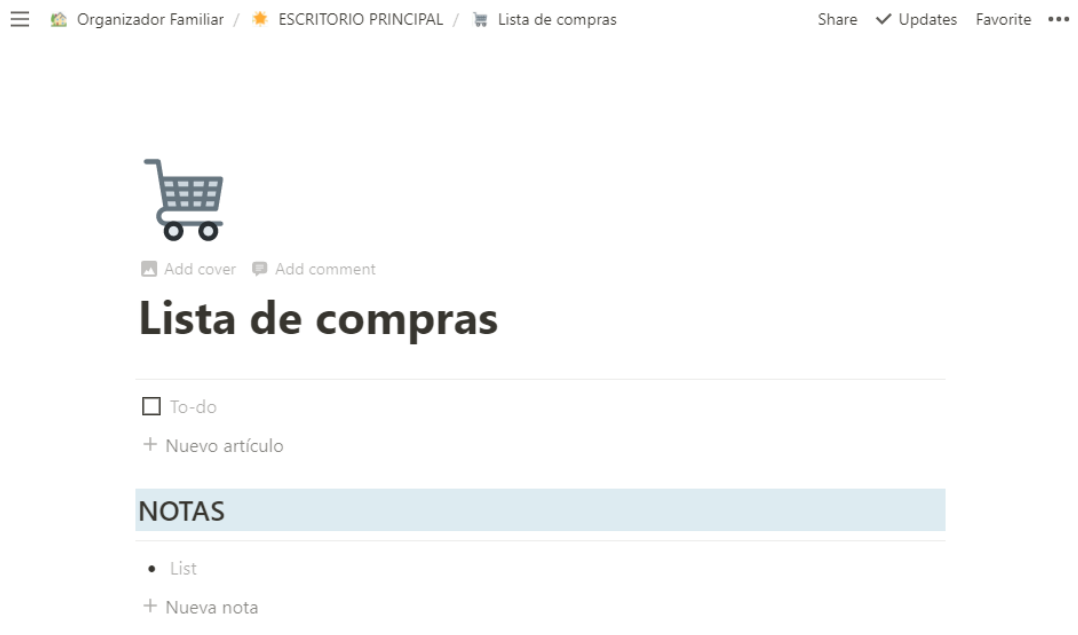 Organizador Familiar / ESCRITORIO PRINCIPAL / Lista de compras Share Updates Favorite •••
Add cover Add comment
Lista de compras
To-do
+ Nuevo artículo
NOTAS
• List
+ Nueva nota